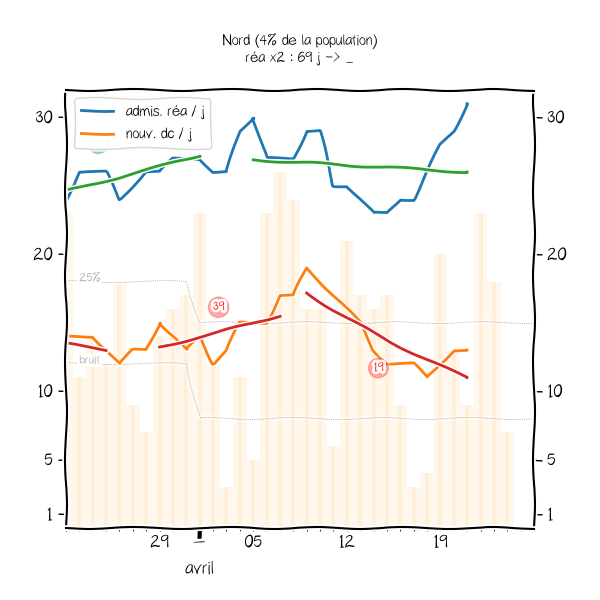 Nord (4% de la population)
réa x2 : 69 j -> _
admis. réa / j
nouv. dc / j
30
30
20
20
25%
39
bruit
19
10
10
5
5
1
1
29
05
12
19
avril